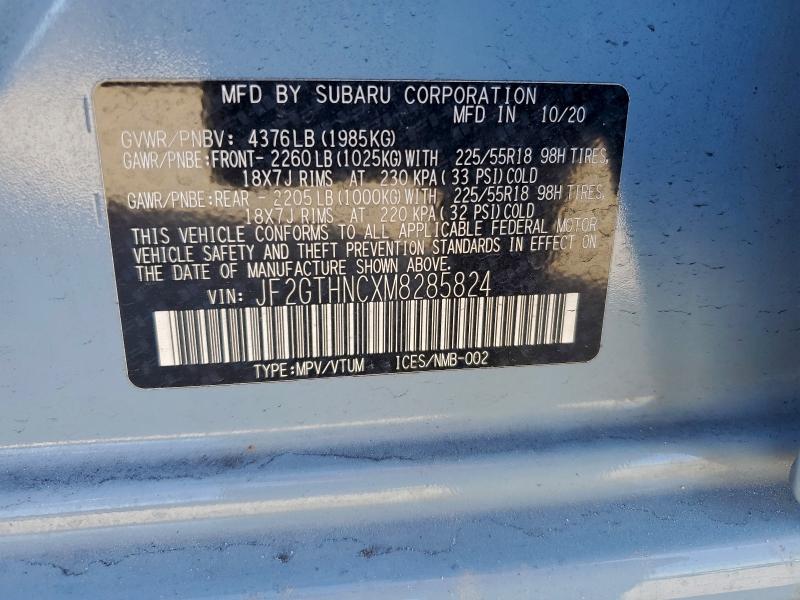 MFD BY SUBARU CORPORATION
MFD IN 10/20
GVWR/PNBV: 4376LB(1985KG)
GAWR/PNBE:FRONT- 2260LB(1025KG)WITH 225/55R18 98H TIRES,
18X7J RIMS AT 230 KPA(33 PSI)COLD
GAWR/PNBE:REAR - 2205LB(1000KG)WITH 225/55R18 98H TIRES,
18X7J RIMS AT 220 KPA(32 PSI)COLD
THIS VEHICLE CONFORMS TO ALL APPLICABLE FEDERAL MOTOR
VEHICLE SAFETY AND THEFT PREVENTION STANDARDS IN EFFECT ON
THE DATE OF MANUFACTURE SHOWN ABOVE.
VIN: JF2GTHNCXM8285824
TYPE:MPV/VTUM ICES/NMB-002